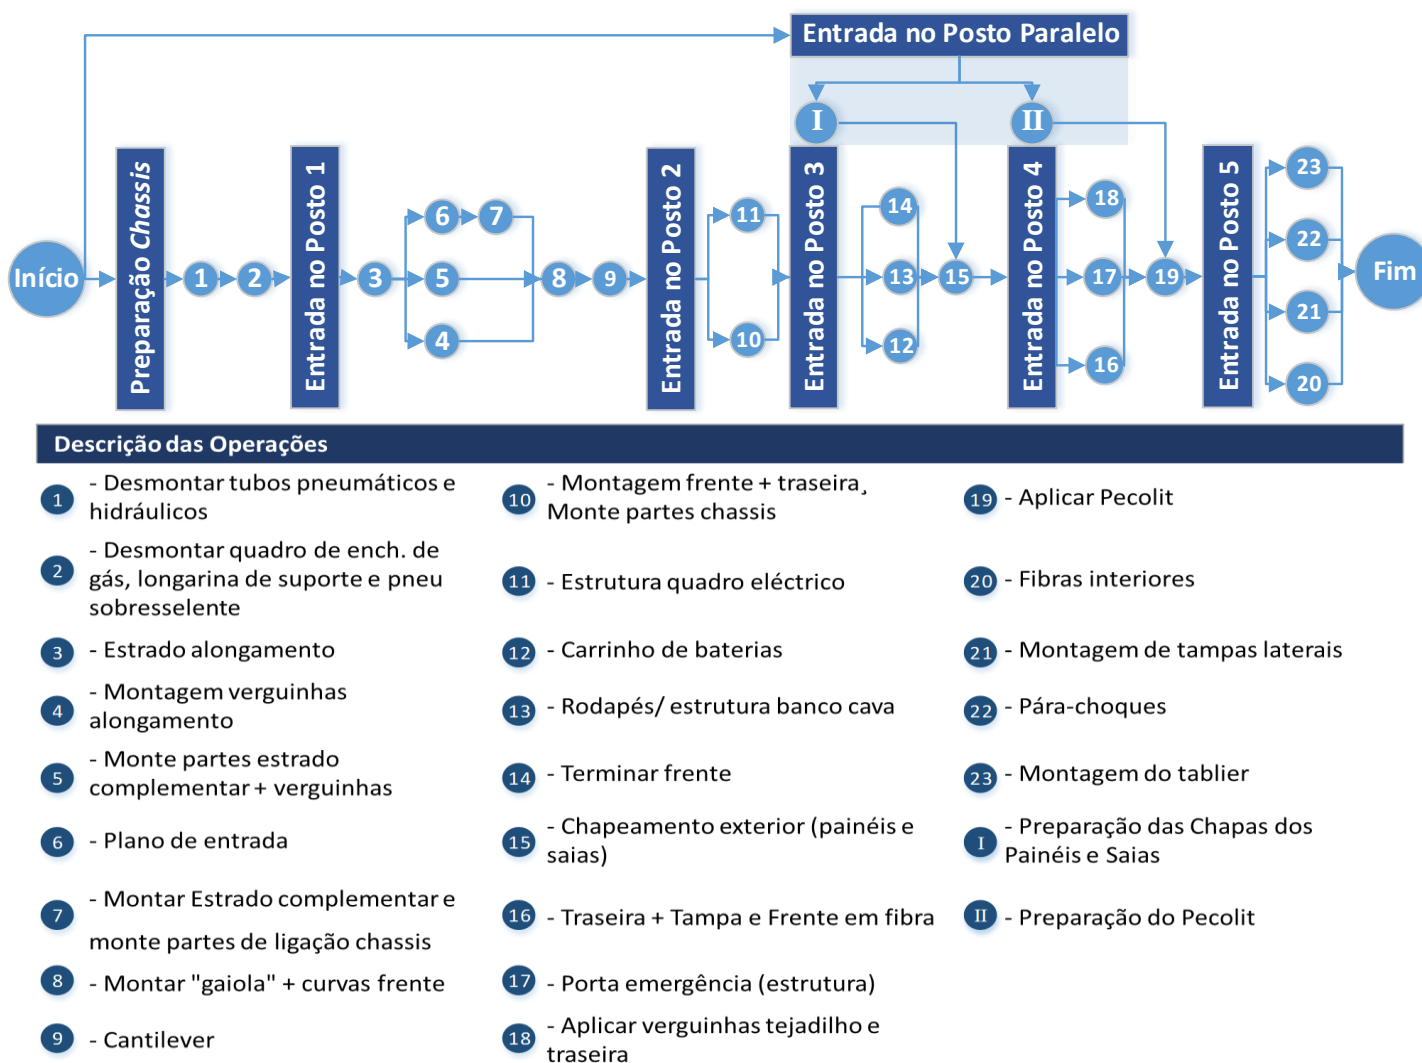 Entrada no Posto Paralelo
I
II
Início
Preparação Chassis
1
2
Entrada no Posto 1
3
6
7
5
4
8
9
Entrada no Posto 2
11
10
Entrada no Posto 3
14
13
12
15
Entrada no Posto 4
18
17
16
19
Entrada no Posto 5
23
22
21
20
Fim
Descrição das Operações
1 - Desmontar tubos pneumáticos e
hidráulicos
2 - Desmontar quadro de ench. de
gás, longarina de suporte e pneu
sobresselente
3 - Estrado alongamento
4 - Montagem verguinhas
alongamento
5 - Monte partes estrado
complementar + verguinhas
6 - Plano de entrada
7 - Montar Estrado complementar e
monte partes de ligação chassis
8 - Montar "gaiola" + curvas frente
9 - Cantilever
10 - Montagem frente + traseira¸
Monte partes chassis
11 - Estrutura quadro eléctrico
12 - Carrinho de baterias
13 - Rodapés/ estrutura banco cava
14 - Terminar frente
15 - Chapeamento exterior (painéis e
saias)
16 - Traseira + Tampa e Frente em fibra
17 - Porta emergência (estrutura)
18 - Aplicar verguinhas tejadilho e
traseira
19 - Aplicar Pecolit
20 - Fibras interiores
21 - Montagem de tampas laterais
22 - Pára-choques
23 - Montagem do tablier
I - Preparação das Chapas dos
Painéis e Saias
II - Preparação do Pecolit